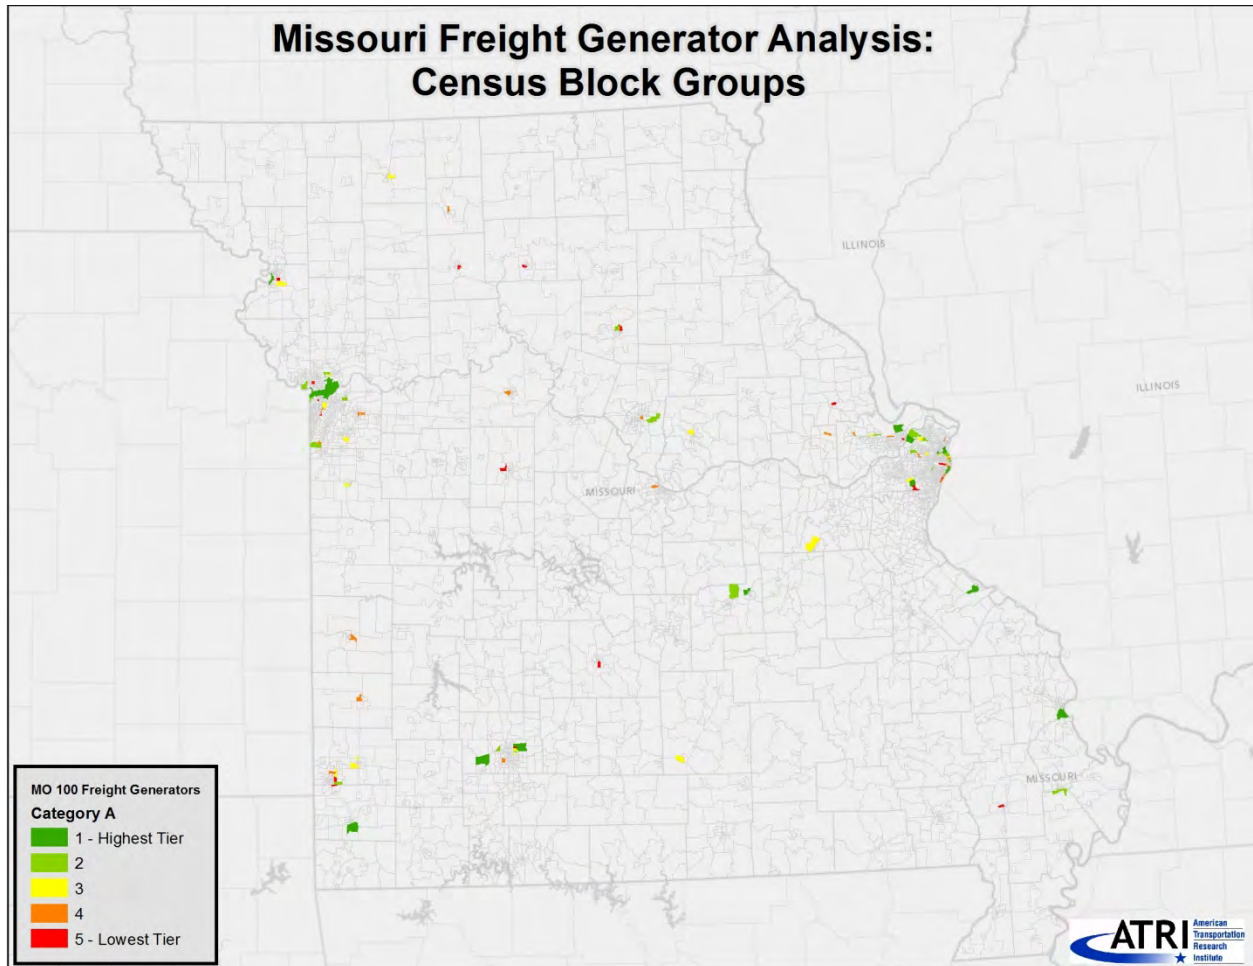 Missouri Freight Generator Analysis:
Census Block Groups
ILLINOIS
ILLINOIS
MISSOURI
MISSOURI
MO 100 Freight Generators
Category A
1 - Highest Tier
2
3
4
5 - Lowest Tier
ATRI
American
Transportation
Research
Institute